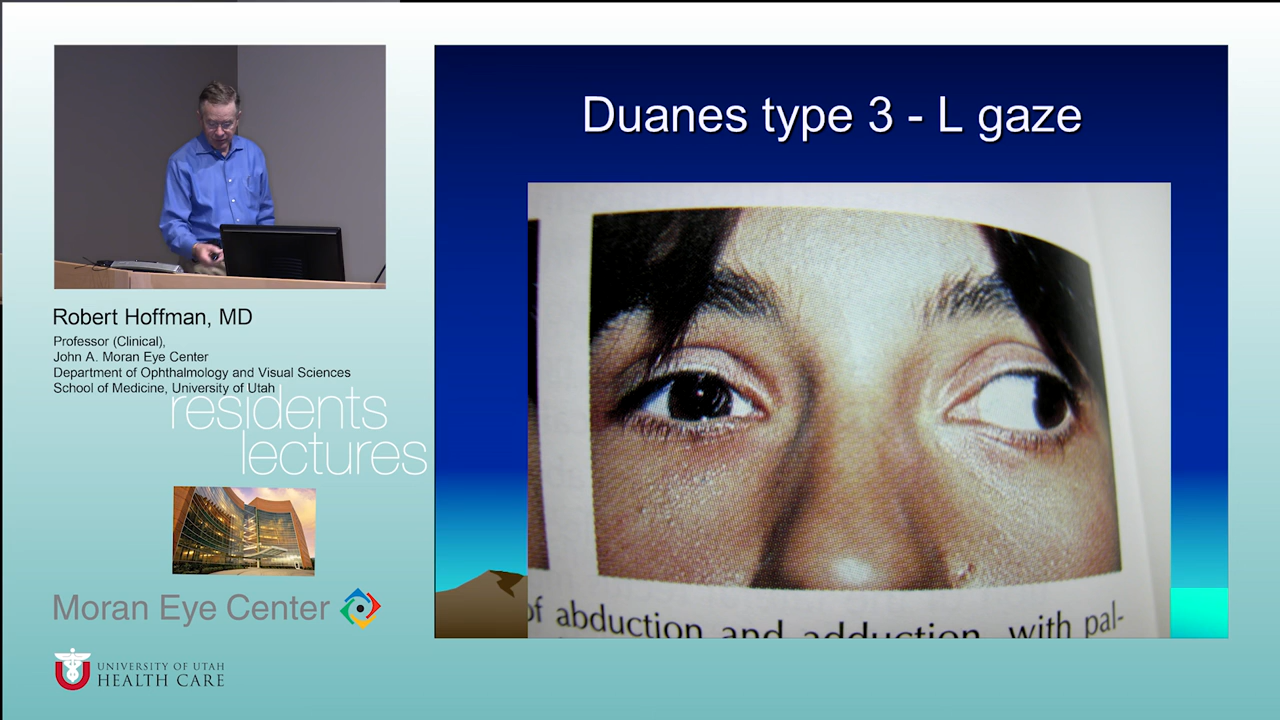 Duanes type 3 - L gaze
of abduction and adduction, with pal-
Robert Hoffman, MD
Professor (Clinical),
John A. Moran Eye Center
Department of Ophthalmology and Visual Sciences
School of Medicine, University of Utah
residents
lectures
Moran Eye Center
UNIVERSITY OF UTAH
HEALTH CARE